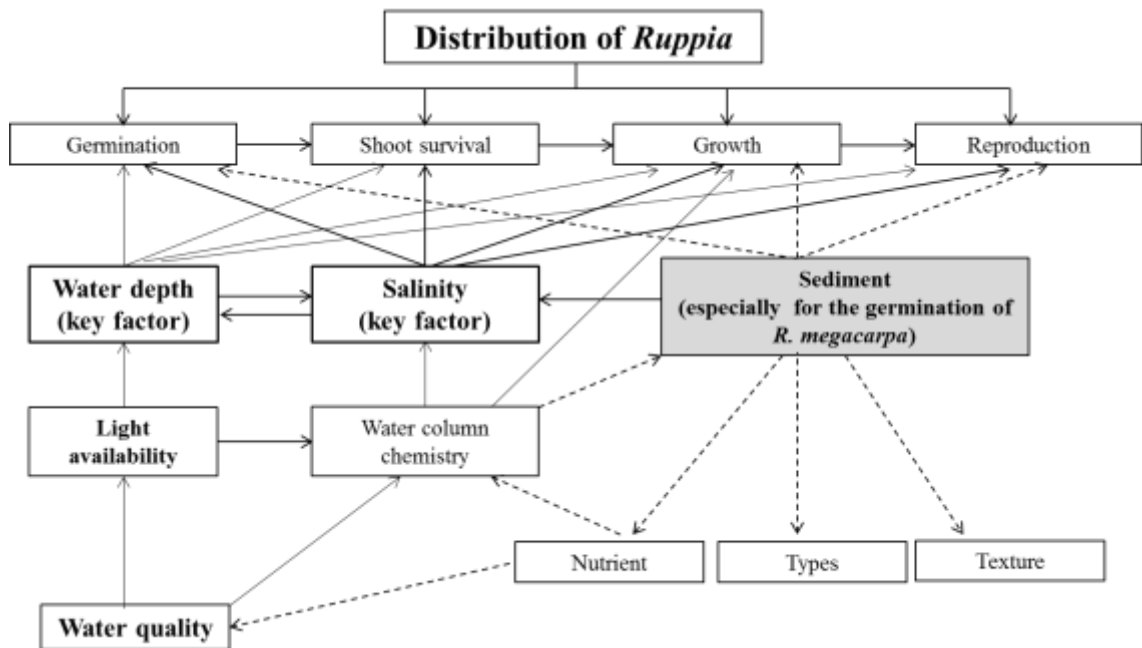 Distribution of Ruppia
Germination
Shoot survival
Growth
Reproduction
Water depth
(key factor)
Salinity
(key factor)
Sediment
(especially for the germination of
R. megacarpa)
Light
availability
Water column
chemistry
Nutrient
Types
Texture
Water quality